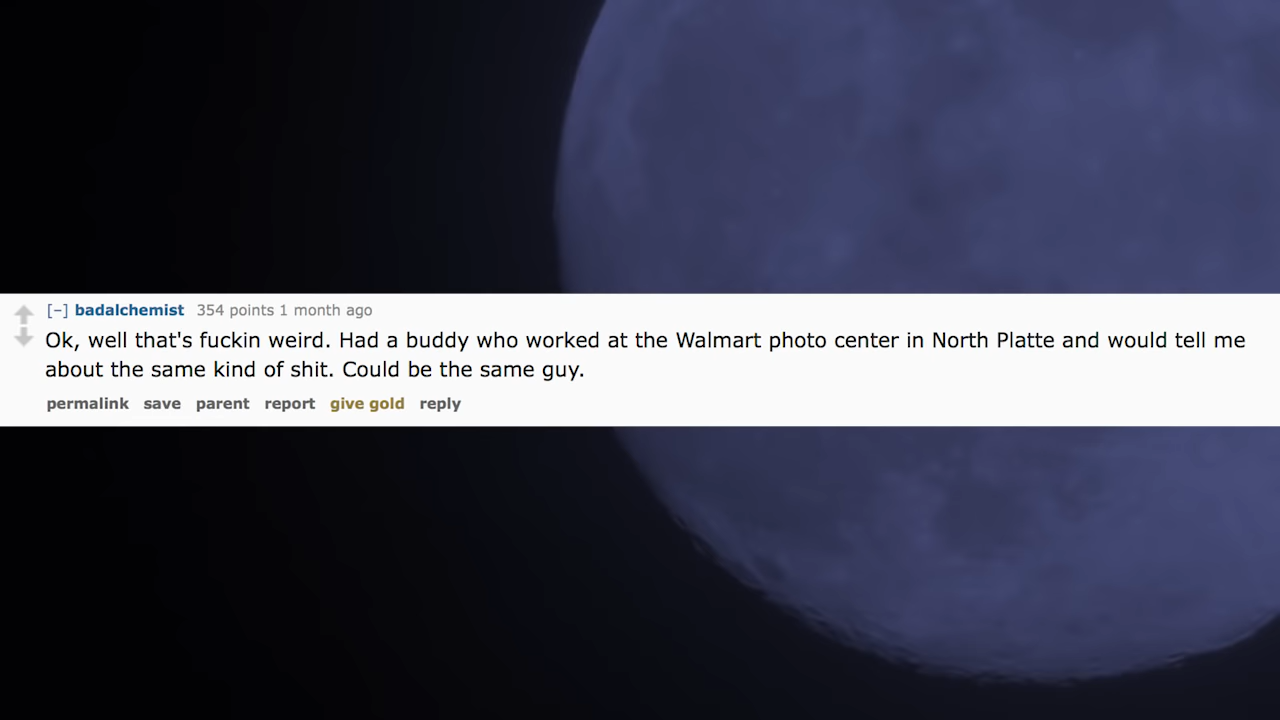 [–] badalchemist 354 points 1 month ago
Ok, well that's fuckin weird. Had a buddy who worked at the Walmart photo center in North Platte and would tell me
about the same kind of shit. Could be the same guy.
permalink save parent report give gold reply